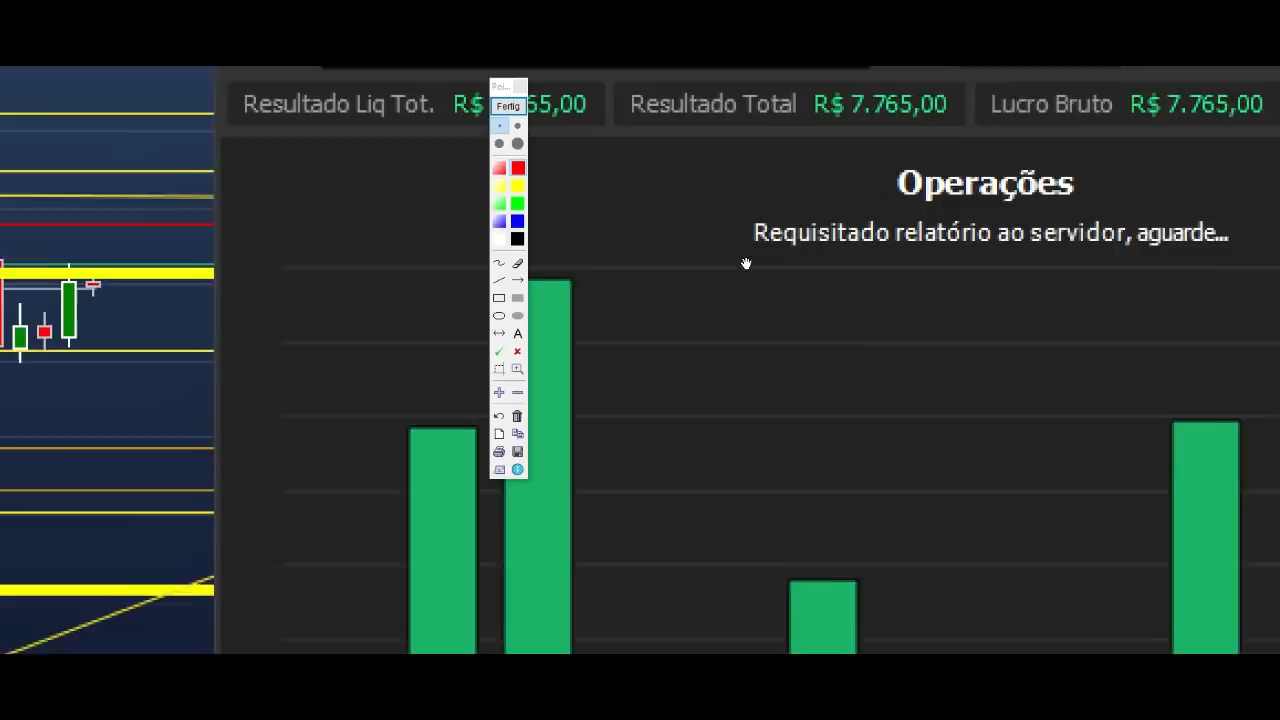 Resultado Liq Tot. R$ 65,00
Resultado Total R$ 7.765,00
Lucro Bruto R$ 7.765,00
Poi...
Fertig
Operações
Requisitado relatório ao servidor, aguarde...
A